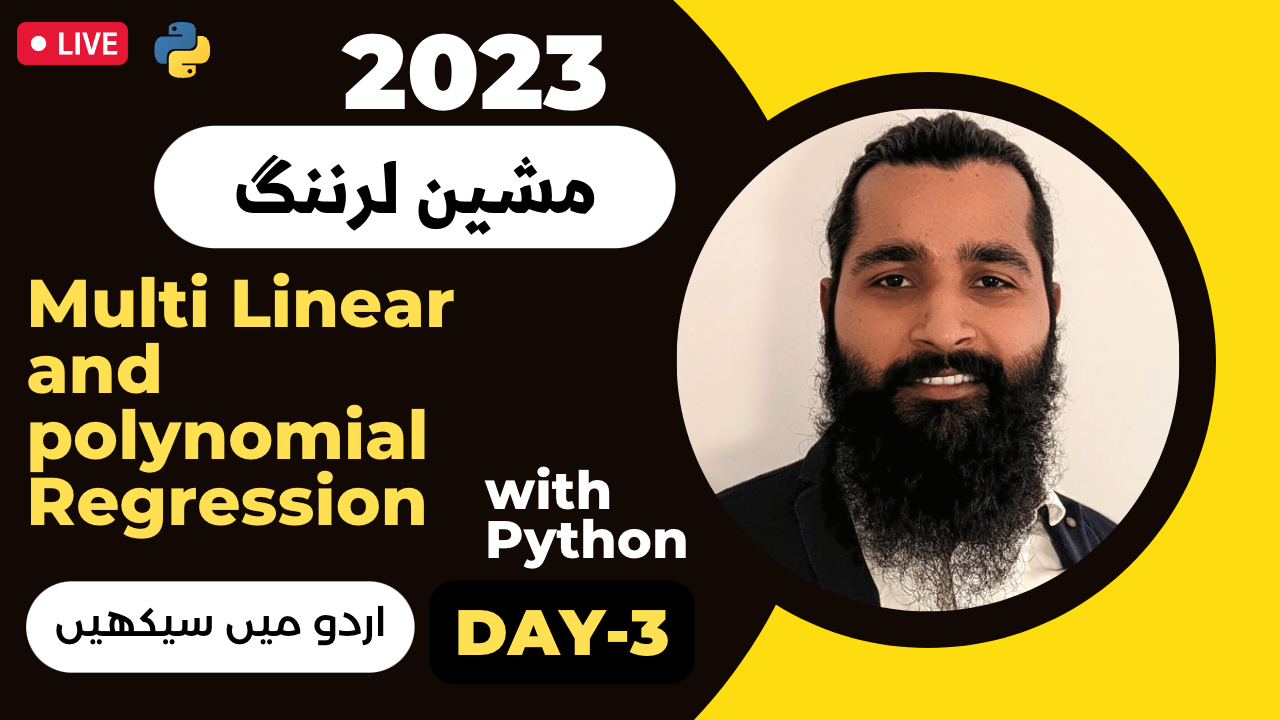 LIVE
2023
مشین لرننگ
Multi Linear
and
polynomial
Regression
with
Python
اردو میں سیکھیں
DAY-3